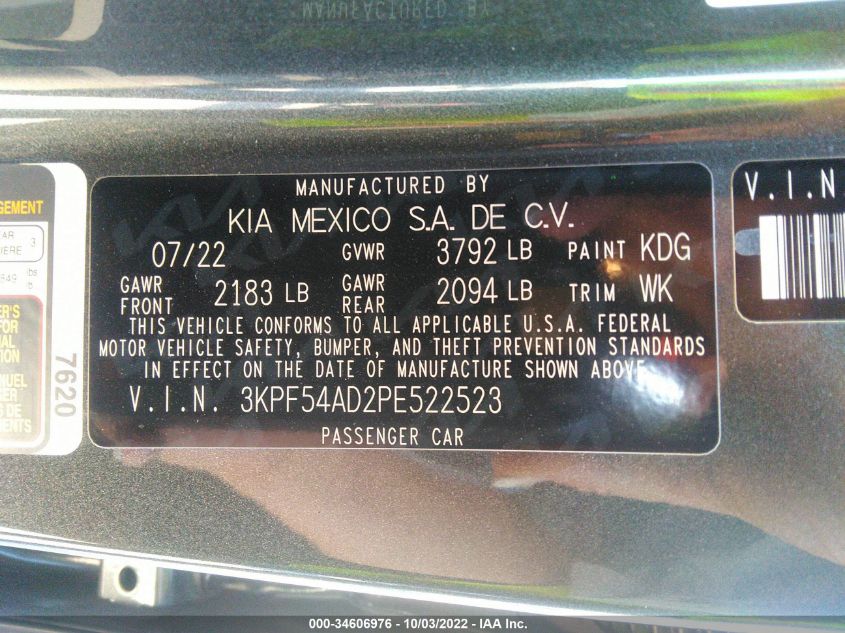 MANUFACTURED BY
KIA MEXICO S.A. DE C.V.
07/22 GVWR 3792 LB PAINT KDG
GAWR FRONT 2183 LB GAWR REAR 2094 LB TRIM WK
THIS VEHICLE CONFORMS TO ALL APPLICABLE U.S.A. FEDERAL
MOTOR VEHICLE SAFETY, BUMPER, AND THEFT PREVENTION STANDARDS
IN EFFECT ON THE DATE OF MANUFACTURE SHOWN ABOVE.
V.I.N. 3KPF54AD2PE522523
PASSENGER CAR
V.I.N
7620
3
000-34606976 - 10/03/2022 - IAA Inc.